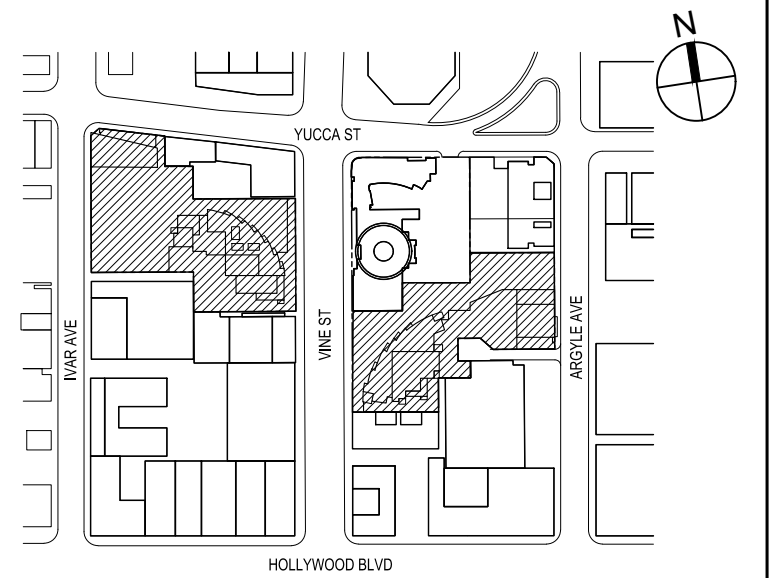 N
YUCCA ST
IVAR AVE
VINE ST
ARGYLE AVE
HOLLYWOOD BLVD